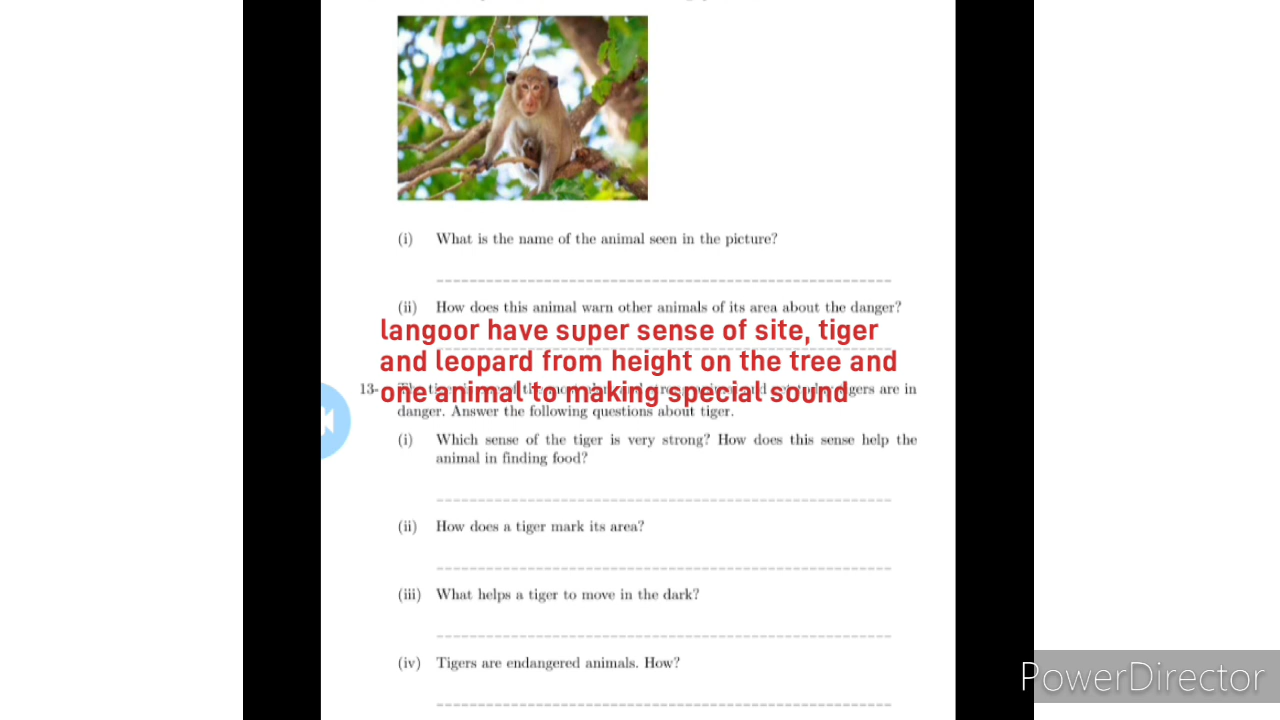 (i) What is the name of the animal seen in the picture?
(ii) How does this animal warn other animals of its area about the danger?
langoor have super sense of site, tiger
and leopard from height on the tree and
one animal to making special sound
13- gers are in
danger. Answer the following questions about tiger.
(i) Which sense of the tiger is very strong? How does this sense help the
animal in finding food?
(ii) How does a tiger mark its area?
(iii) What helps a tiger to move in the dark?
(iv) Tigers are endangered animals. How?
PowerDirector